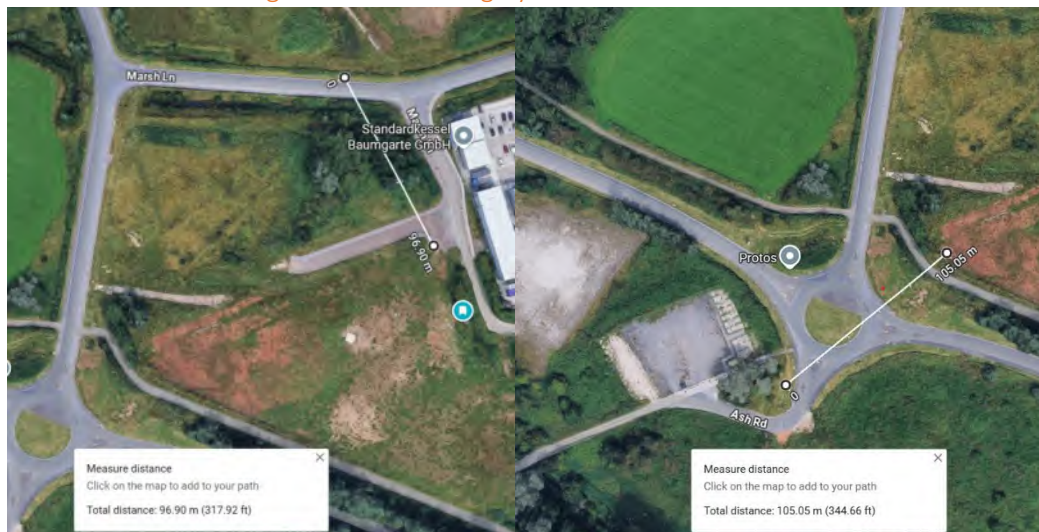 Marsh Ln
0
Standardkessel
Baumgarte GmbH
96.90 m
Measure distance
Click on the map to add to your path
Total distance: 96.90 m (317.92 ft)
Protos
105.05 m
0
Ash Rd
Measure distance
Click on the map to add to your path
Total distance: 105.05 m (344.66 ft)